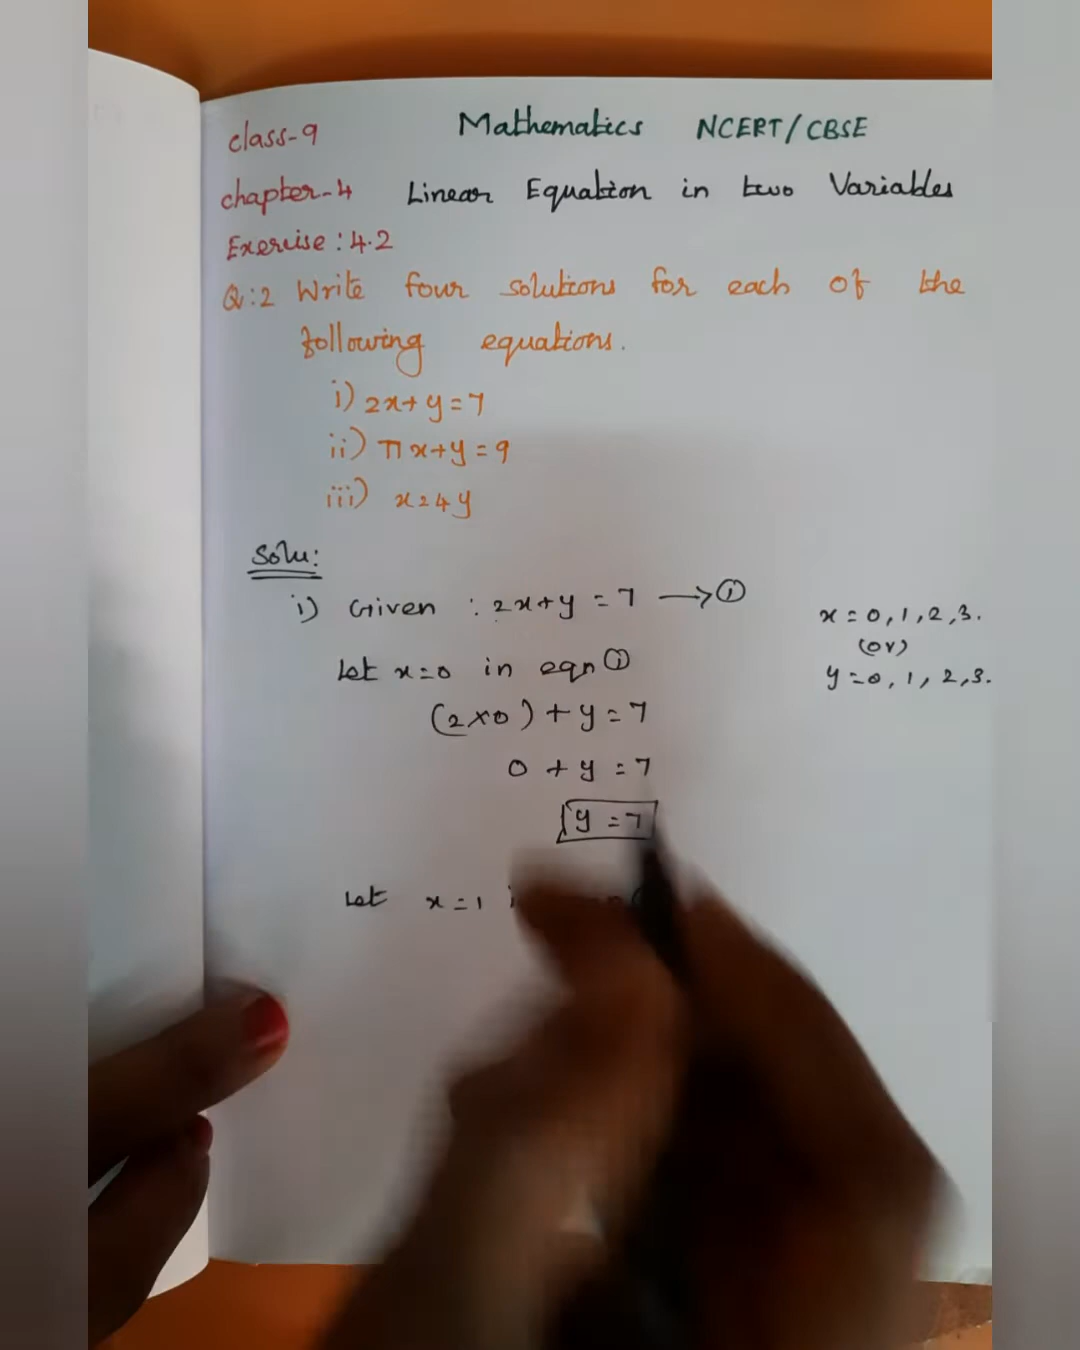 class-9 Mathematics NCERT/CBSE
chapter-4 Linear Equation in two Variables
Exercise : 4.2
Q:2 Write four solutions for each of the
following equations.
i) 2x+y=7
ii) πx+y=9
iii) x=4y
Solu:
i) Given : 2x+y=7 →①
x=0,1,2,3.
(or)
y=0,1,2,3.
Let x=0 in eqn ①
(2×0)+y=7
0+y=7
y=7
Let x=1